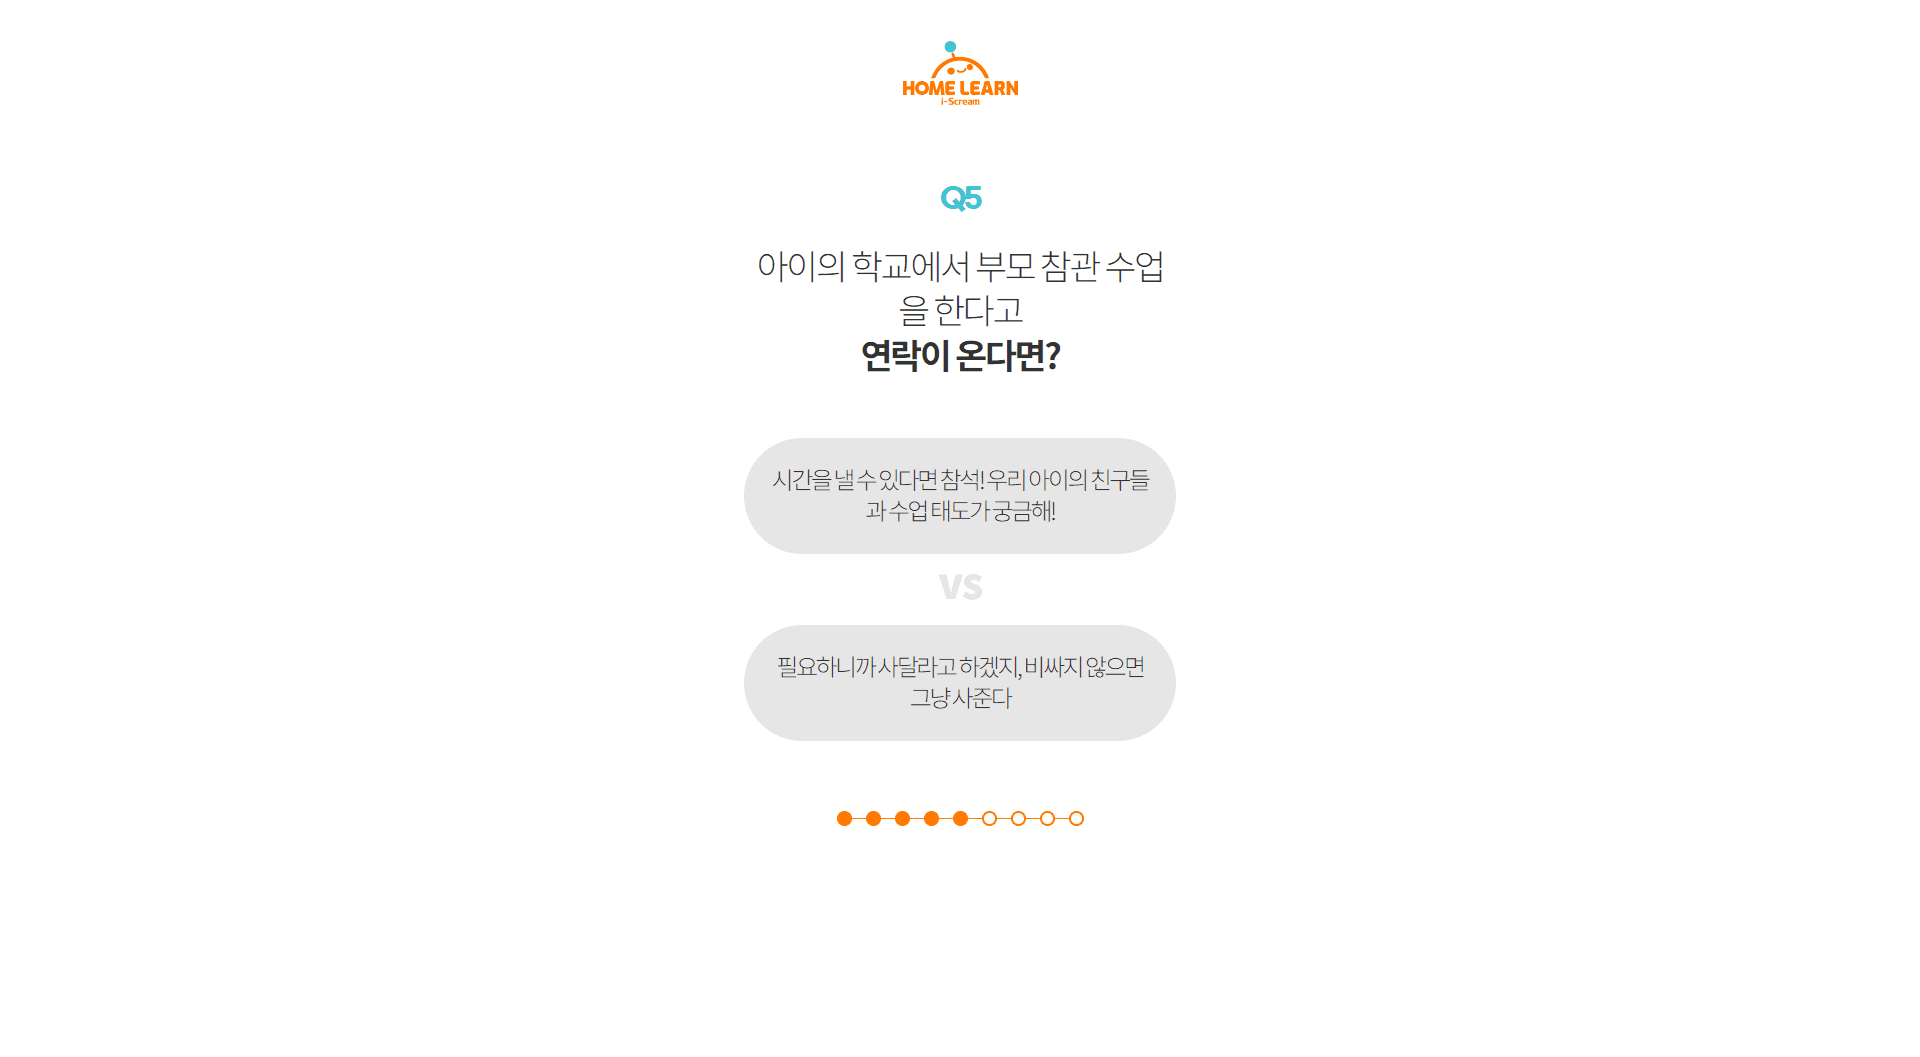 HOME LEARN
i-Scream
Q5
아이의 학교에서 부모 참관 수업
을 한다고
연락이 온다면?
시간을 낼 수 있다면 참석! 우리 아이의 친구들
과 수업 태도가 궁금해!
VS
필요하니까 사달라고 하겠지, 비싸지 않으면
그냥 사준다